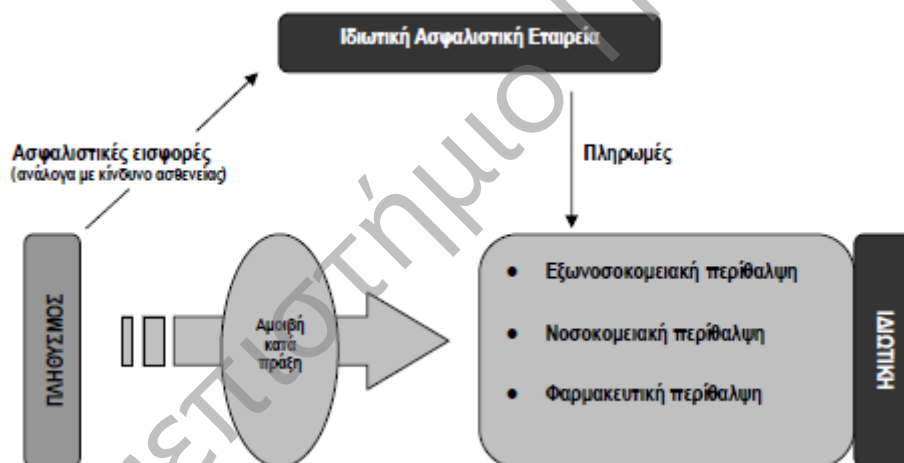 Ιδιωτική Ασφαλιστική Εταιρεία
Ασφαλιστικές εισφορές
(ανάλογα με κίνδυνο ασθενείας)
Πληρωμές
ΠΛΗΘΥΣΜΟΣ
Αμοιβή
κατά
πράξη
• Εξωνοσοκομειακή περίθαλψη
• Νοσοκομειακή περίθαλψη
• Φαρμακευτική περίθαλψη
ΙΔΙΩΤΙΚΗ